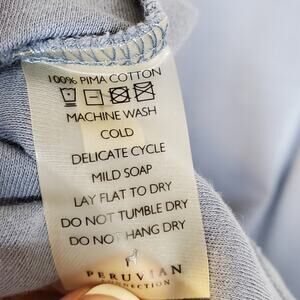 100% PIMA COTTON
MACHINE WASH
COLD
DELICATE CYCLE
MILD SOAP
LAY FLAT TO DRY
DO NOT TUMBLE DRY
DO NOT HANG DRY
PERUVIAN
CONNECTION